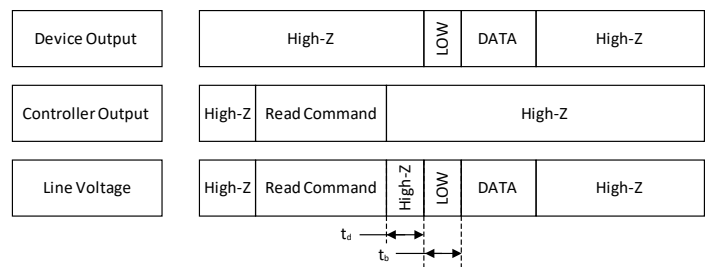 Device Output High-Z LOW DATA High-Z
Controller Output High-Z Read Command High-Z
Line Voltage High-Z Read Command High-Z LOW DATA High-Z
td
tb